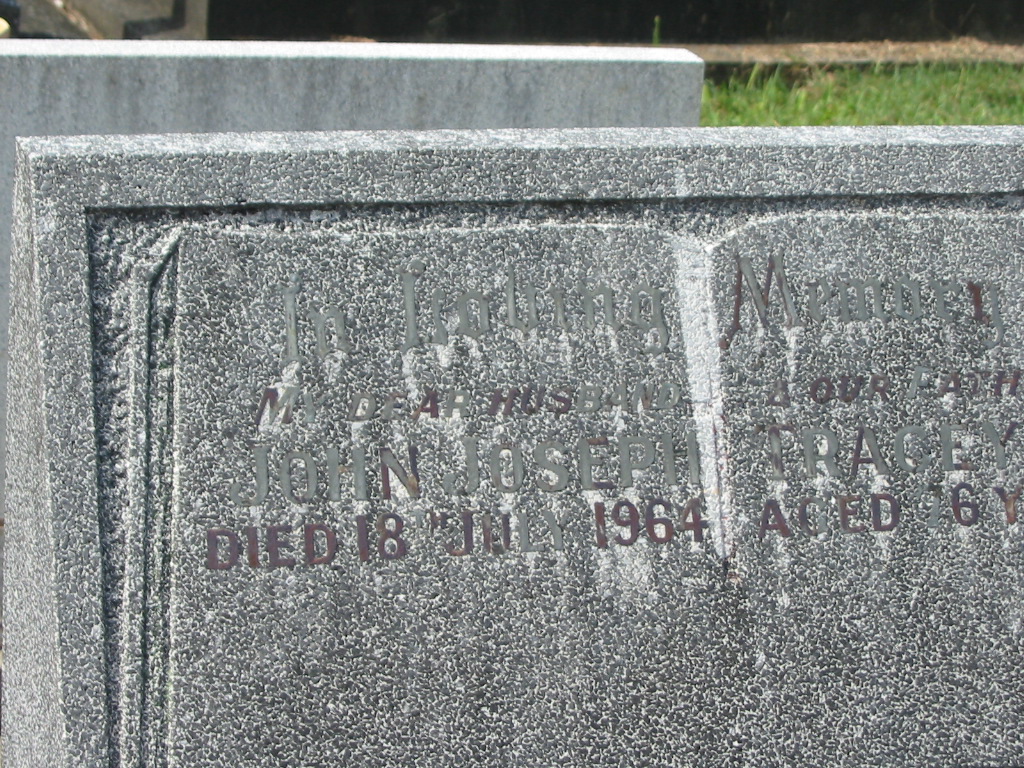 In Loving Memory
MY DEAR HUSBAND & OUR FATH
JOHN JOSEPH TRACEY
DIED 18TH JULY 1964 AGED 76 Y